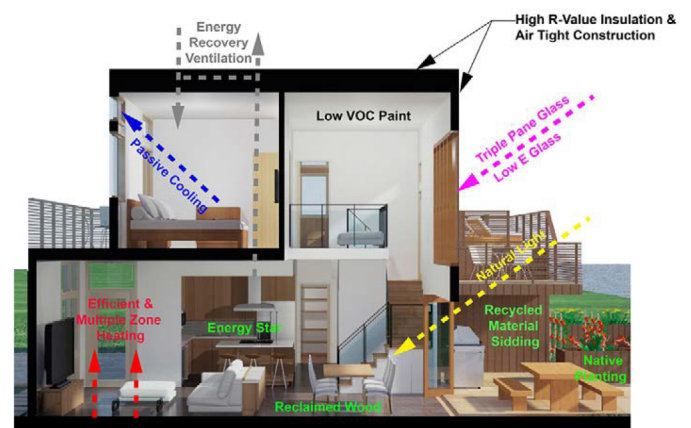 Energy
Recovery
Ventilation
High R-Value Insulation &
Air Tight Construction
Low VOC Paint
Triple Pane Glass
Low E Glass
Passive Cooling
Natural Light
Efficient &
Multiple Zone
Heating
Energy Star
Recycled
Material
Sidding
Native
Planting
Reclaimed Wood